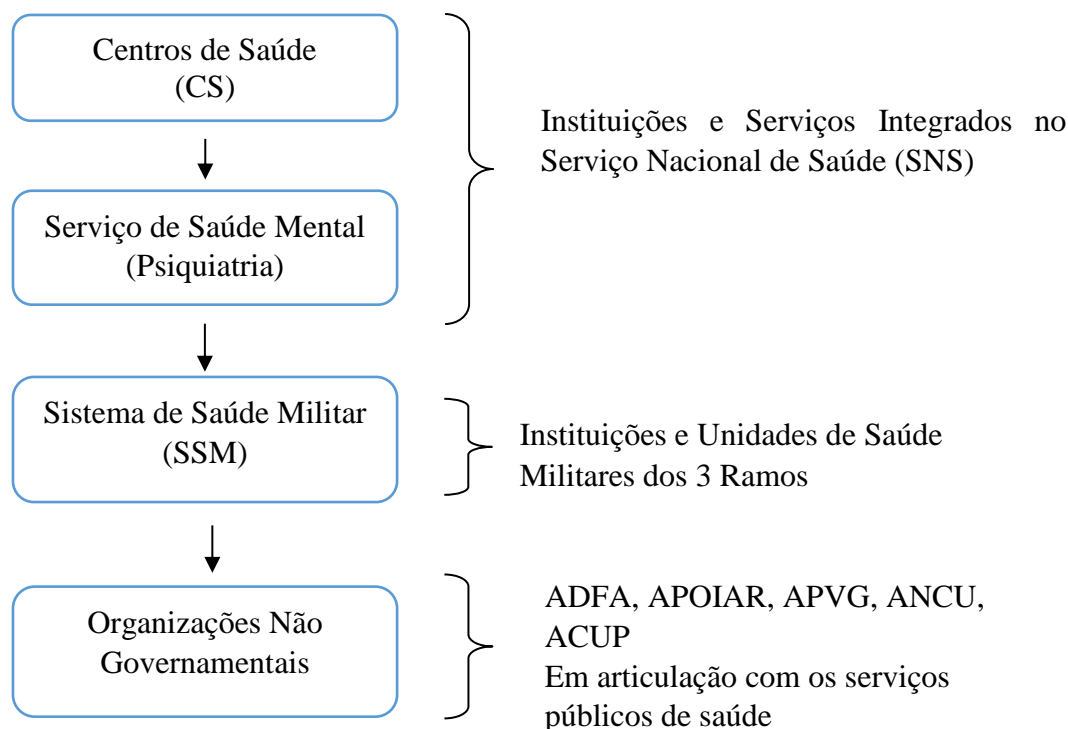 Centros de Saúde
(CS)
Instituições e Serviços Integrados no
Serviço Nacional de Saúde (SNS)
Serviço de Saúde Mental
(Psiquiatria)
Sistema de Saúde Militar
(SSM)
Instituições e Unidades de Saúde
Militares dos 3 Ramos
Organizações Não
Governamentais
ADFA, APOIAR, APVG, ANCU,
ACUP
Em articulação com os serviços
públicos de saúde